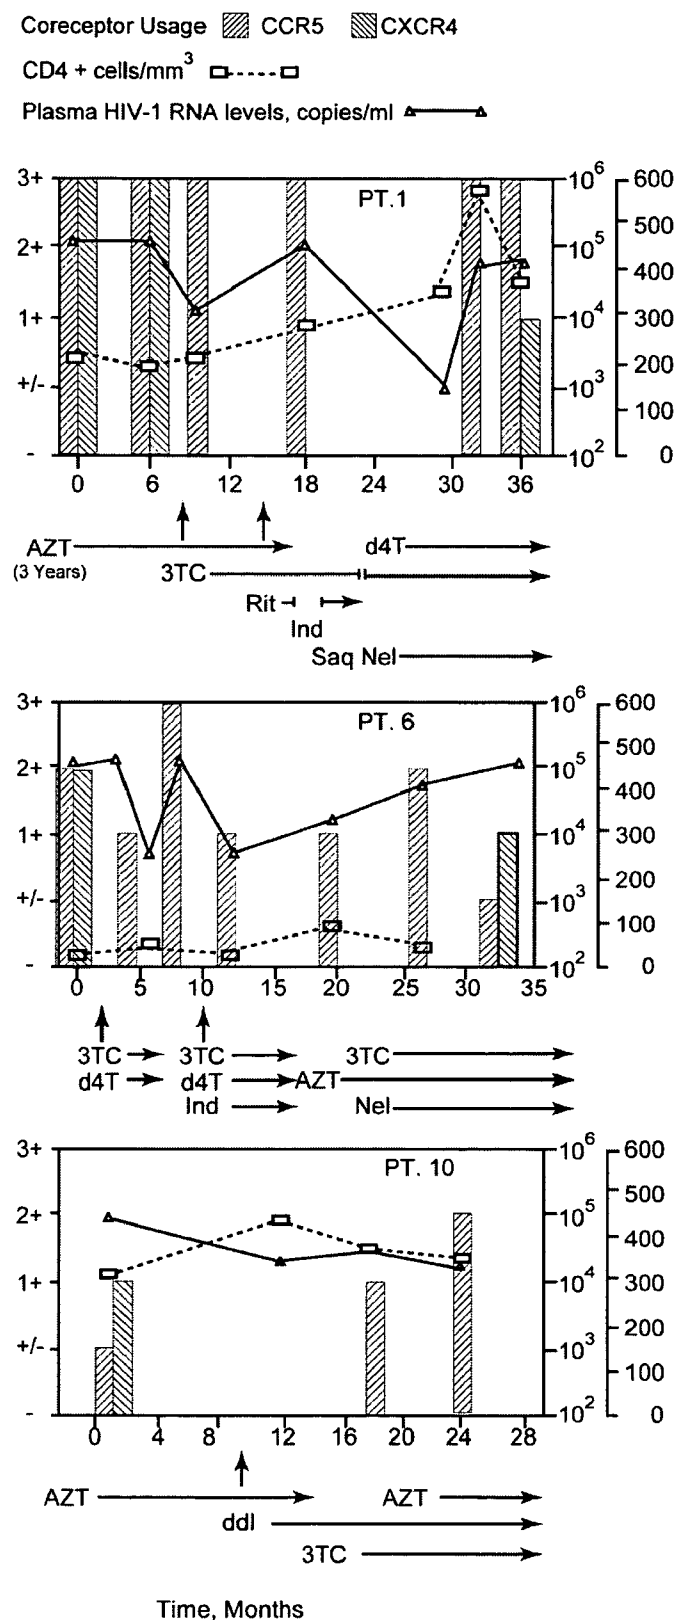 Coreceptor Usage CCR5 CXCR4
CD4 + cells/mm3
Plasma HIV-1 RNA levels, copies/ml
3+ PT.1 10^6 600
500
2+ 10^5
400
1+ 10^4 300
200
+/- 10^3
100
- 10^2 0
0 6 12 18 24 30 36
AZT d4T
(3 Years) 3TC
Rit
Ind
Saq Nel
3+ PT. 6 10^6 600
500
2+ 10^5
400
1+ 10^4 300
200
+/- 10^3
100
- 10^2 0
0 5 10 15 20 25 30 35
3TC 3TC 3TC
d4T d4T AZT
Ind Nel
3+ PT. 10 10^6 600
500
2+ 10^5
400
1+ 10^4 300
200
+/- 10^3
100
- 10^2 0
0 4 8 12 16 20 24 28
AZT AZT
ddI
3TC
Time, Months